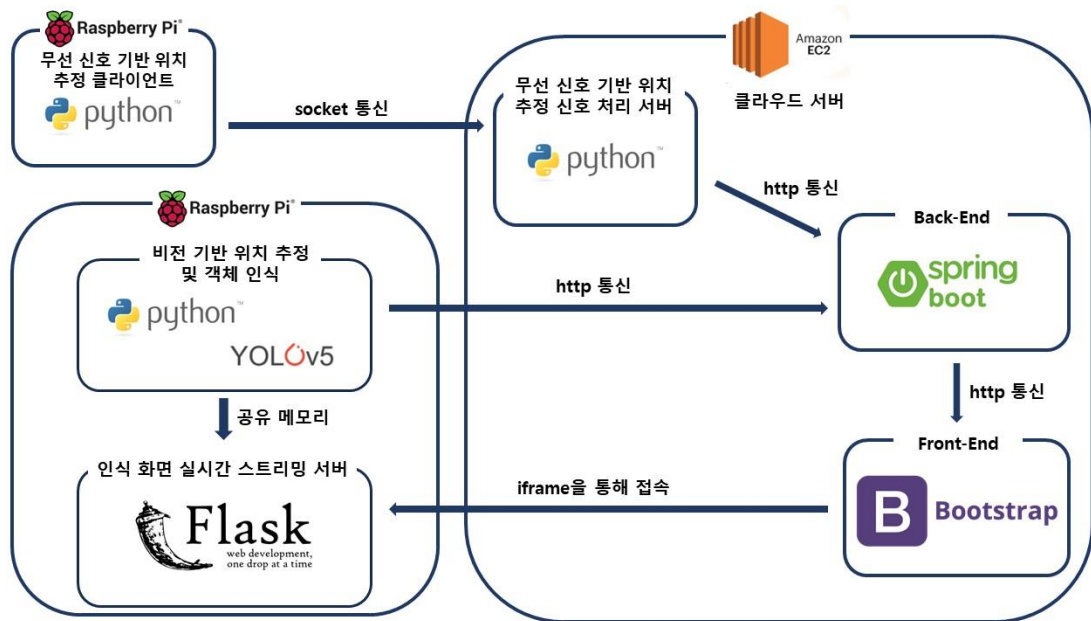 Raspberry Pi®
무선 신호 기반 위치
추정 클라이언트
python™
socket 통신
무선 신호 기반 위치
추정 신호 처리 서버
python™
Amazon
EC2
클라우드 서버
http 통신
Raspberry Pi®
비전 기반 위치 추정
및 객체 인식
python™
YOLOv5
http 통신
Back-End
spring
boot
공유 메모리
http 통신
인식 화면 실시간 스트리밍 서버
Flask
web development,
one drop at a time
iframe을 통해 접속
Front-End
B Bootstrap